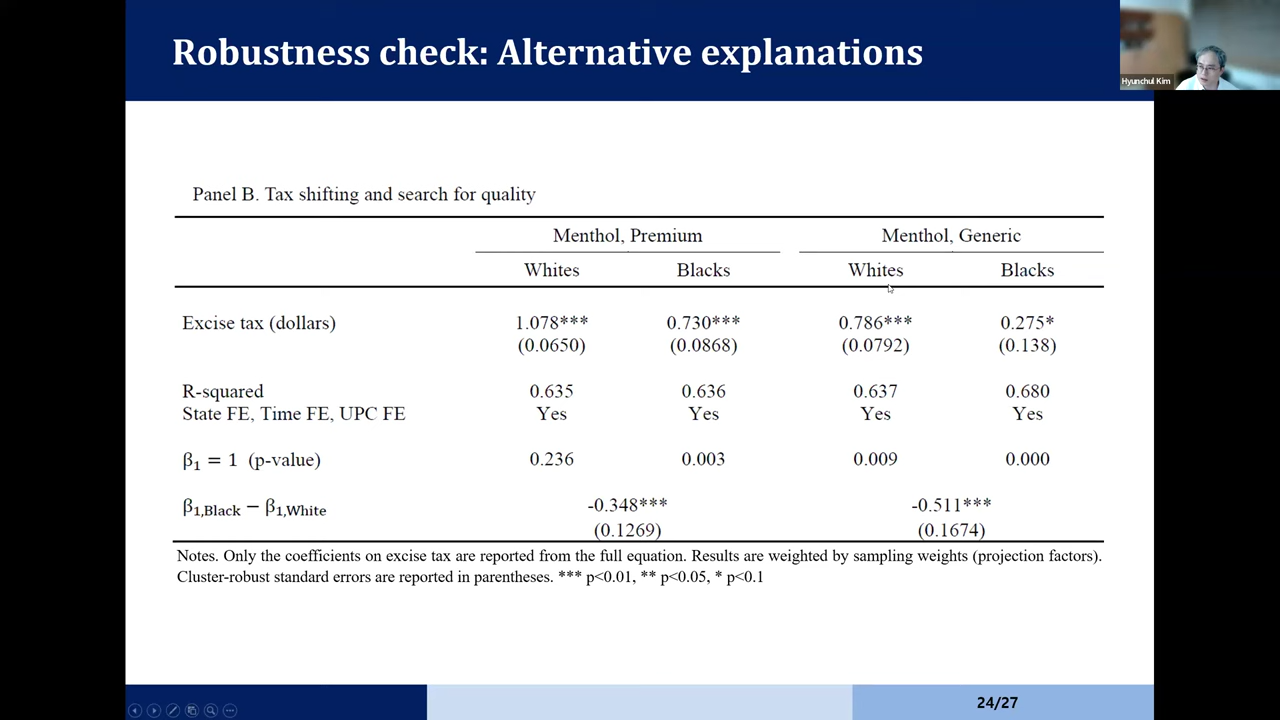 Robustness check: Alternative explanations
Hyunchul Kim
Panel B. Tax shifting and search for quality
Menthol, Premium Menthol, Generic
Whites Blacks Whites Blacks
Excise tax (dollars) 1.078*** 0.730*** 0.786*** 0.275*
(0.0650) (0.0868) (0.0792) (0.138)
R-squared 0.635 0.636 0.637 0.680
State FE, Time FE, UPC FE Yes Yes Yes Yes
β₁ = 1 (p-value) 0.236 0.003 0.009 0.000
β₁,Black − β₁,White -0.348*** -0.511***
(0.1269) (0.1674)
Notes. Only the coefficients on excise tax are reported from the full equation. Results are weighted by sampling weights (projection factors).
Cluster-robust standard errors are reported in parentheses. *** p<0.01, ** p<0.05, * p<0.1
24/27